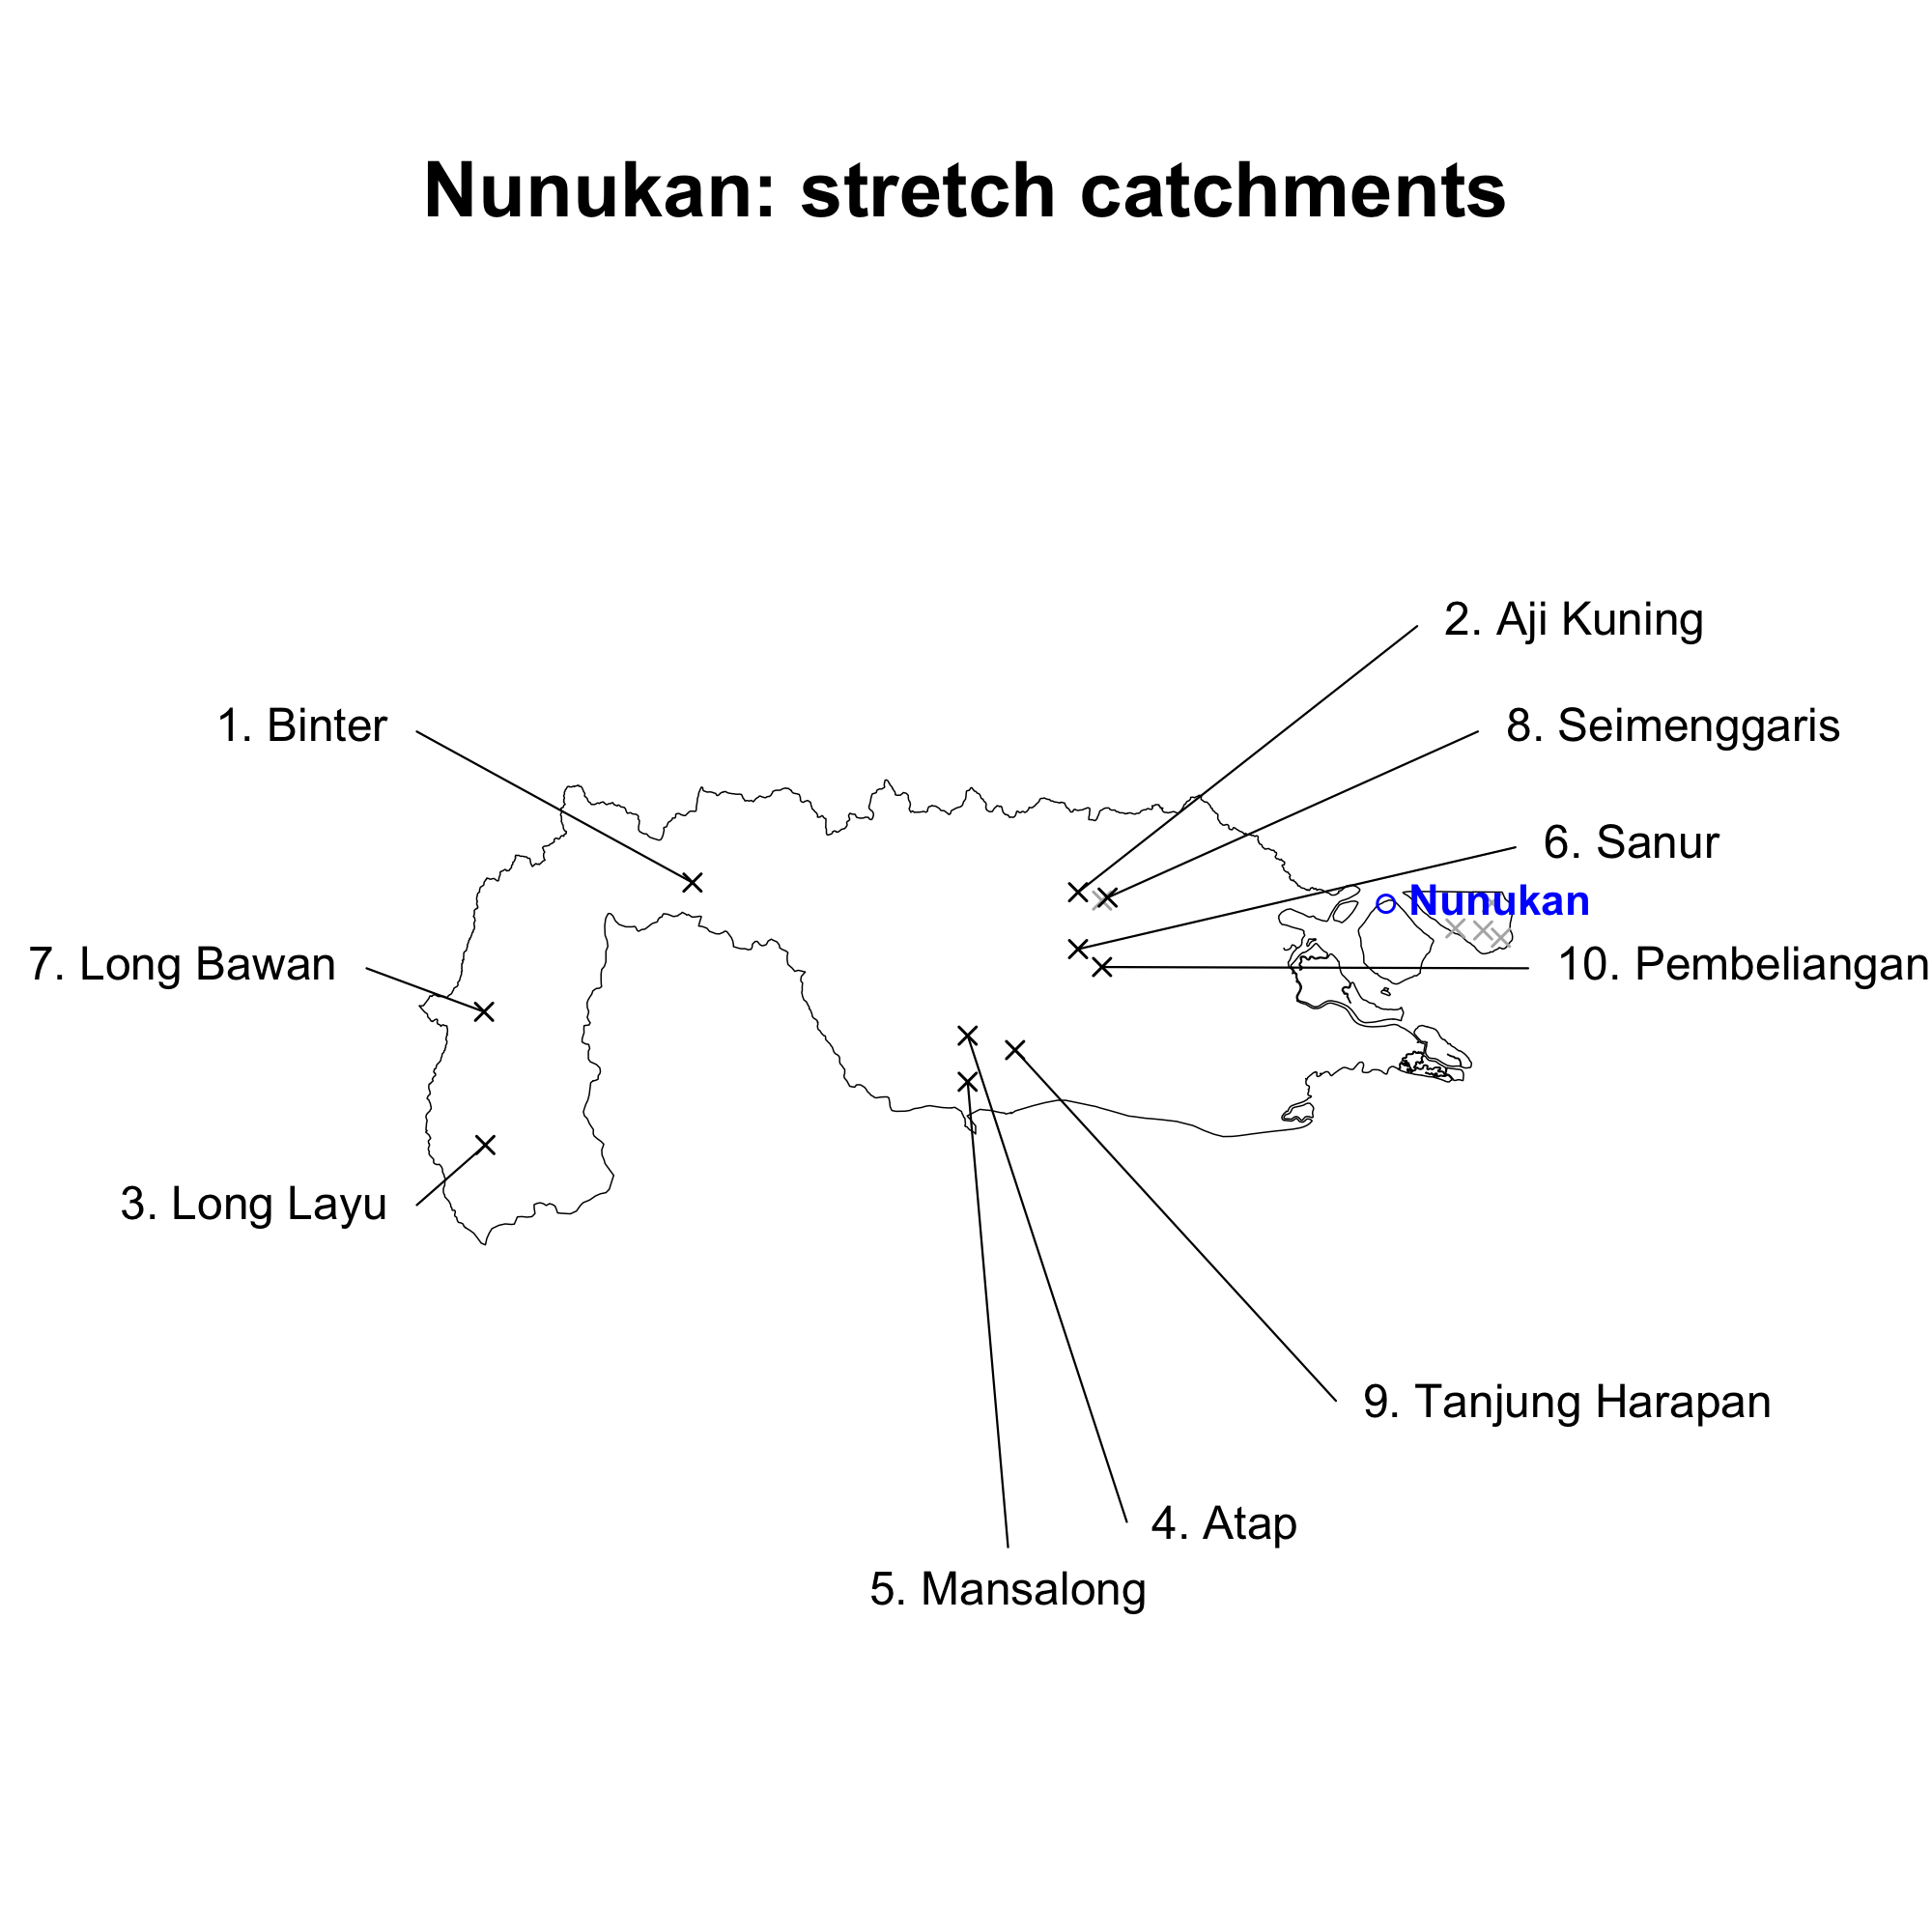 Nunukan: stretch catchments
2. Aji Kuning
1. Binter
8. Seimenggaris
6. Sanur
Nunukan
7. Long Bawan
10. Pembeliangan
3. Long Layu
9. Tanjung Harapan
4. Atap
5. Mansalong